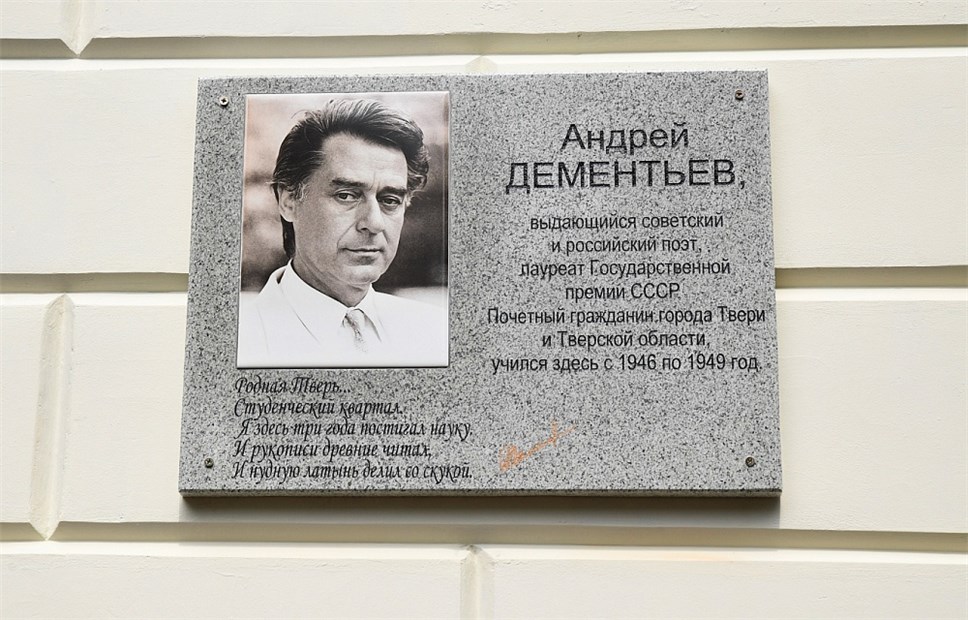 Андрей
ДЕМЕНТЬЕВ,
выдающийся советский
и российский поэт,
лауреат Государственной
премии СССР
Почетный гражданин города Твери
и Тверской области,
учился здесь с 1946 по 1949 год.
Родная Тверь...
Студенческий квартал.
Я здесь три года постигал науку.
И рукописи древние читал,
И нудную латынь делил со скукой.